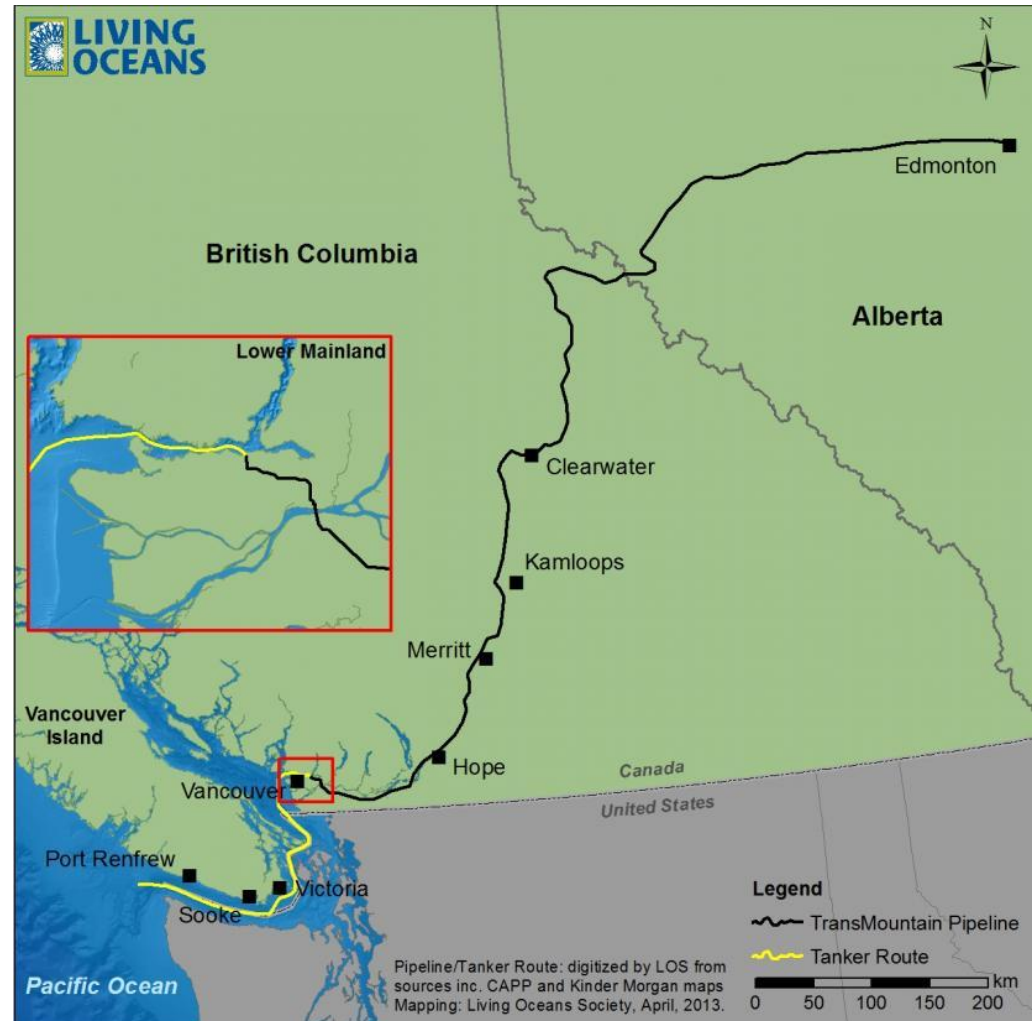 LIVING
OCEANS
N
Edmonton
British Columbia
Alberta
Lower Mainland
Clearwater
Kamloops
Merritt
Vancouver
Island
Hope
Canada
Vancouver
United States
Port Renfrew
Victoria
Sooke
Legend
TransMountain Pipeline
Tanker Route
Pacific Ocean
Pipeline/Tanker Route: digitized by LOS from
sources inc. CAPP and Kinder Morgan maps
Mapping: Living Oceans Society, April, 2013.
km
0 50 100 150 200